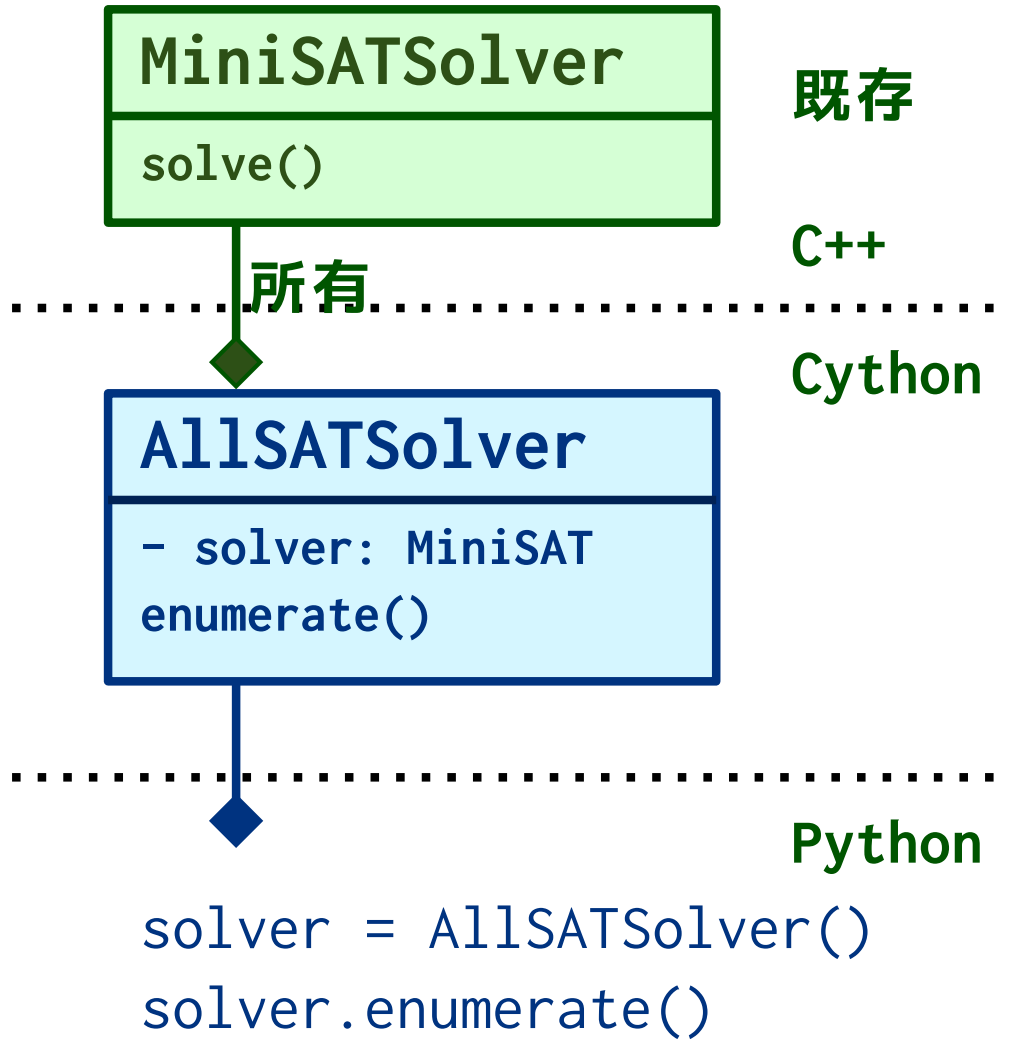 MiniSATSolver
既存
solve()
C++
所有
Cython
AllSATSolver
- solver: MiniSAT
enumerate()
Python
solver = AllSATSolver()
solver.enumerate()